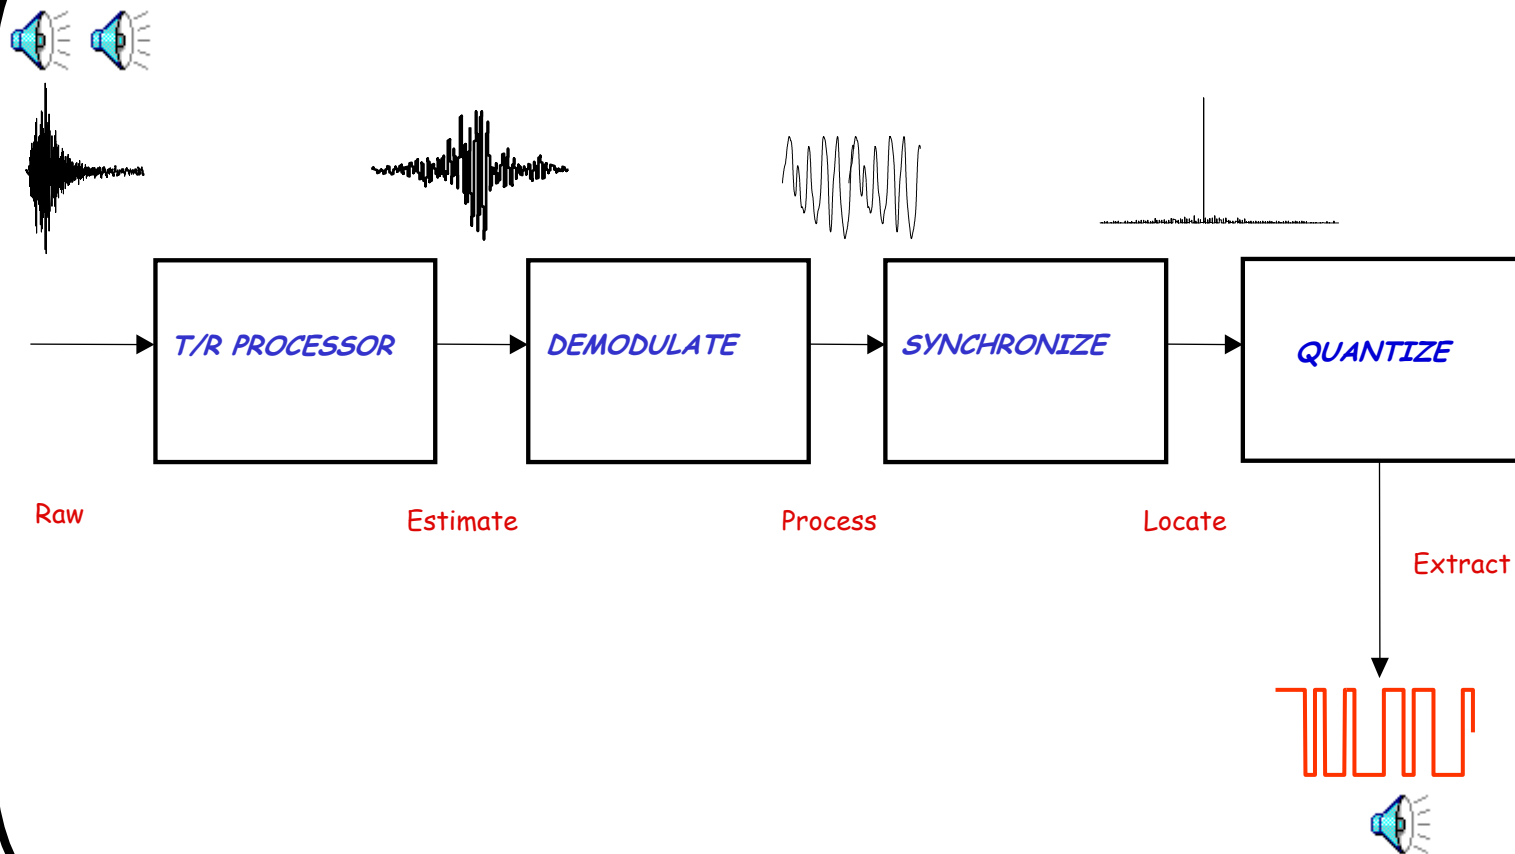 T/R PROCESSOR
DEMODULATE
SYNCHRONIZE
QUANTIZE
Raw
Estimate
Process
Locate
Extract